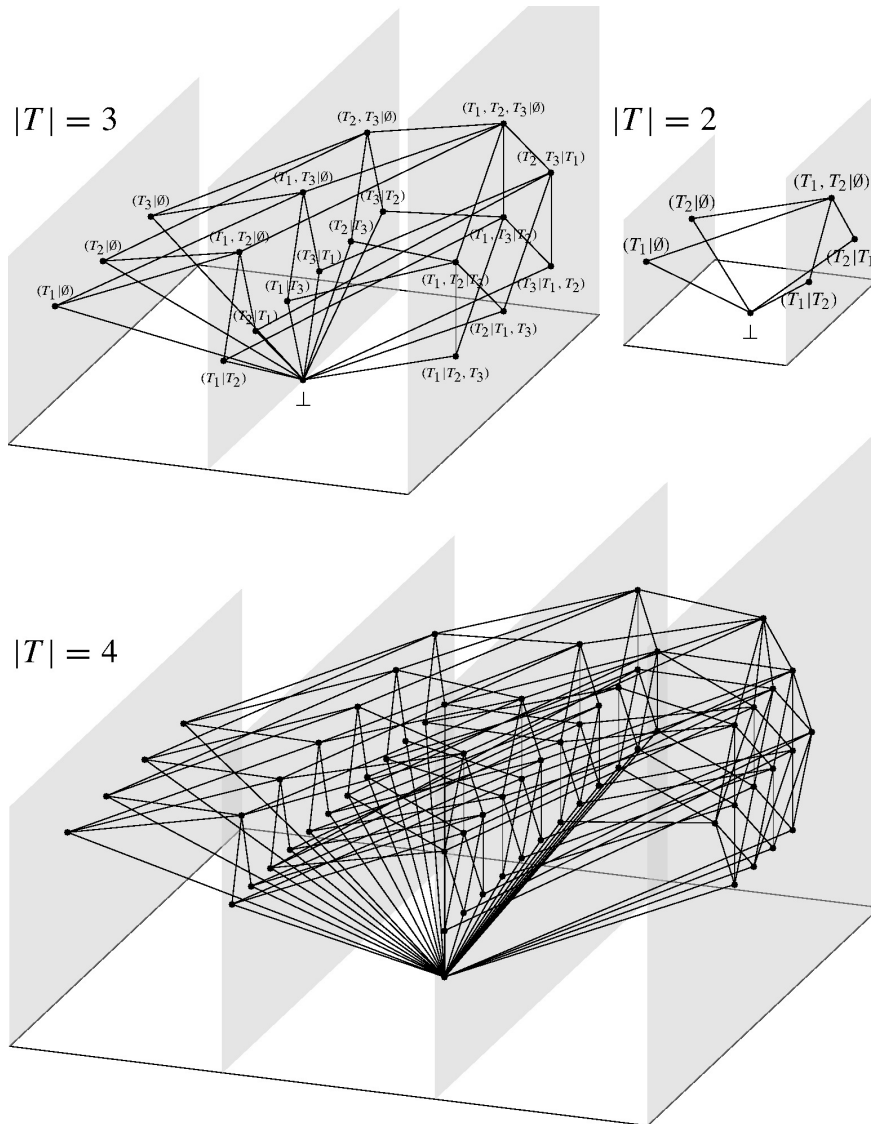 |T| = 3
(T₂, T₃|∅)
(T₁, T₂, T₃|∅)
(T₂, T₃|T₁)
(T₃|∅)
(T₁, T₃|∅)
(T₃|T₂)
(T₂|∅)
(T₁, T₂|∅)
(T₂|T₃)
(T₁, T₃|T₂)
(T₃|T₁)
(T₁|∅)
(T₁|T₃)
(T₁, T₂|T₃)
(T₃|T₁, T₂)
(T₂|T₁)
(T₂|T₁, T₃)
(T₁|T₂)
(T₁|T₂, T₃)
⊥
|T| = 2
(T₁, T₂|∅)
(T₂|∅)
(T₁|∅)
(T₂|T₁
(T₁|T₂)
⊥
|T| = 4